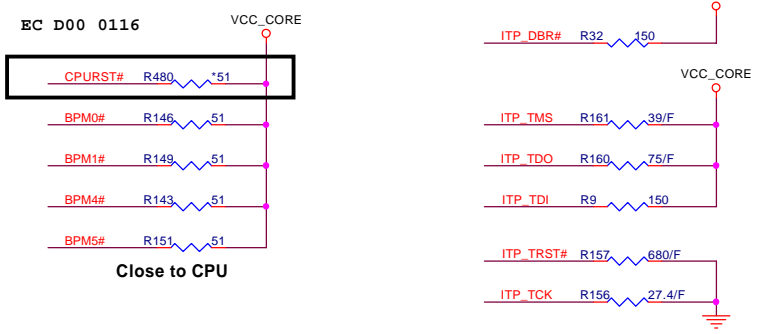 EC D00 0116
VCC_CORE
CPURST# R480 *51
BPM0# R146 51
BPM1# R149 51
BPM4# R143 51
BPM5# R151 51
Close to CPU
ITP_DBR# R32 150
VCC_CORE
ITP_TMS R161 39/F
ITP_TDO R160 75/F
ITP_TDI R9 150
ITP_TRST# R157 680/F
ITP_TCK R156 27.4/F